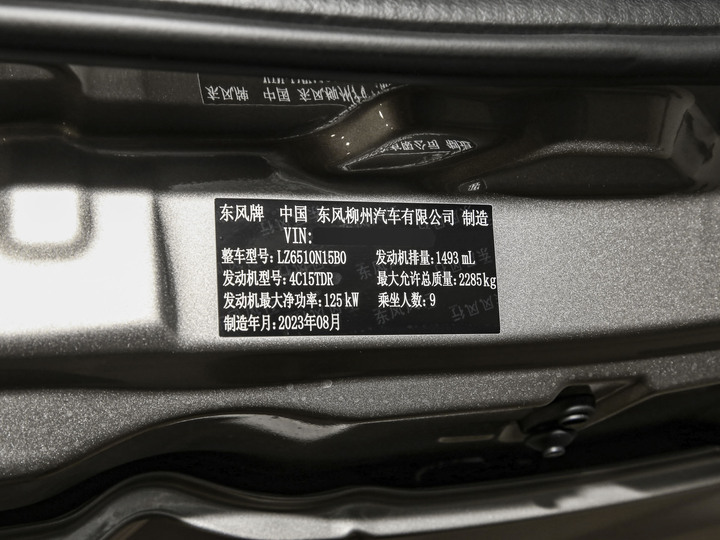 东风牌 中国 东风柳州汽车有限公司 制造
VIN:
整车型号: LZ6510N15B0 发动机排量: 1493 mL
发动机型号: 4C15TDR 最大允许总质量: 2285 kg
发动机最大净功率: 125 kW 乘坐人数: 9
制造年月: 2023年08月